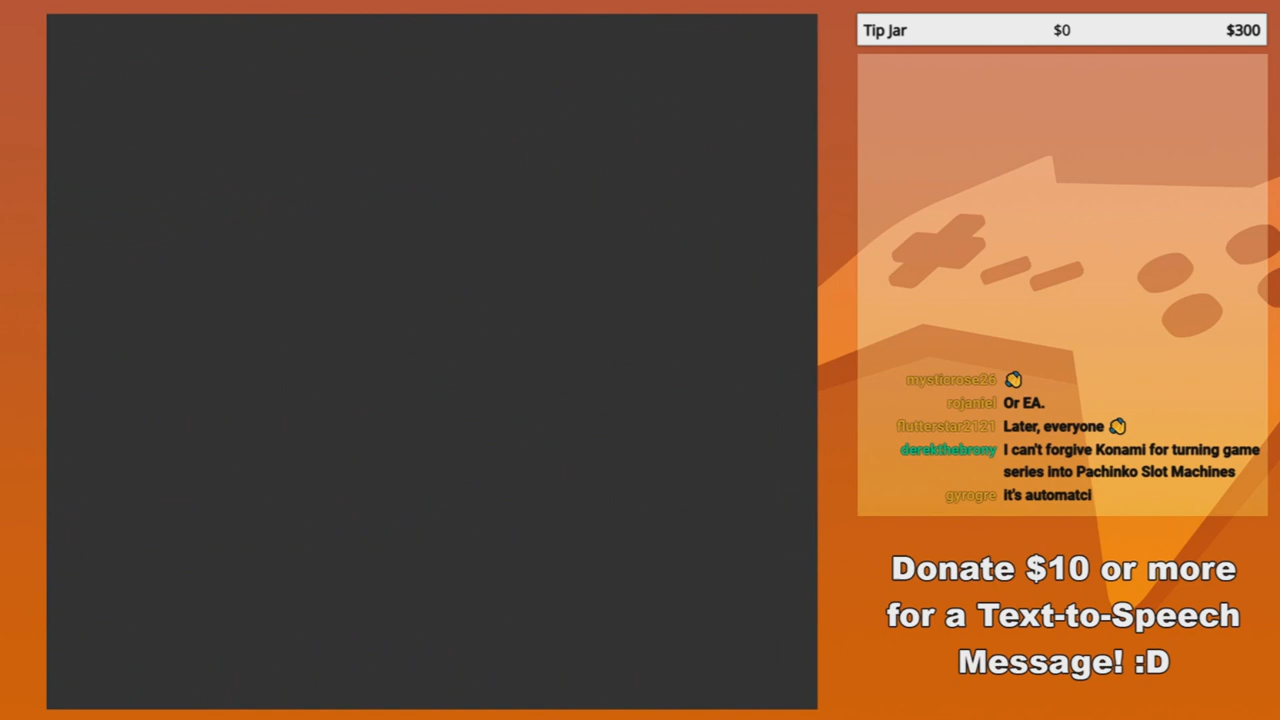 Tip Jar $0 $300
mysticrose26
rojaniel Or EA.
flutterstar2121 Later, everyone
derekthebrony I can't forgive Konami for turning game
series into Pachinko Slot Machines
gyrogre it's automatci
Donate $10 or more
for a Text-to-Speech
Message! :D